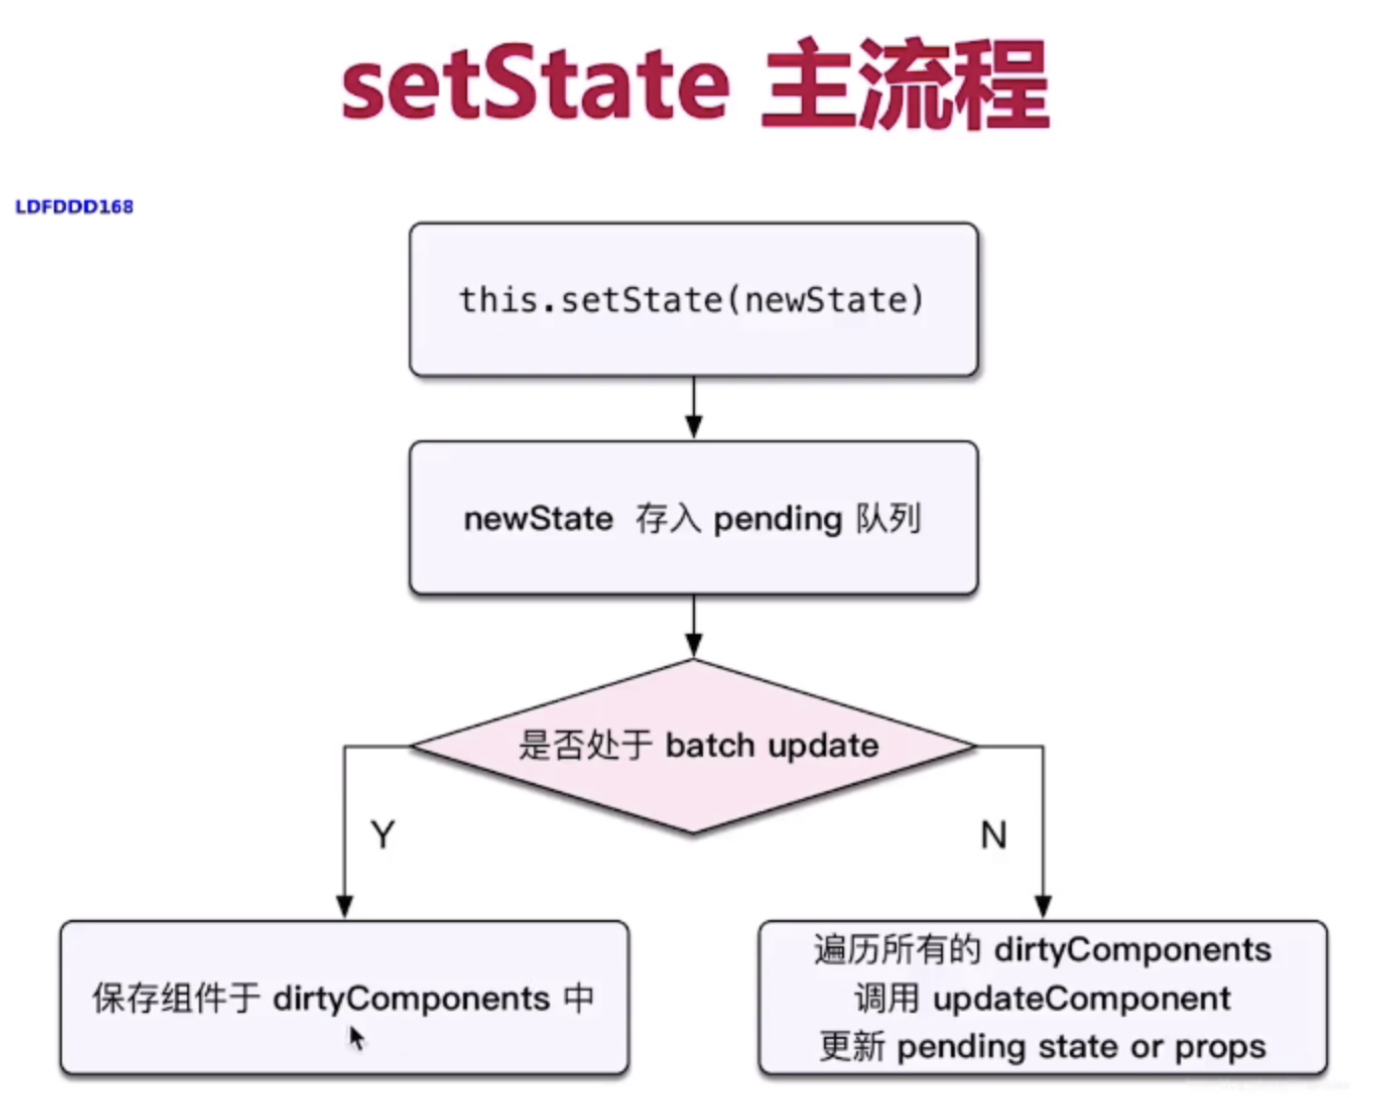 setState 主流程
LDFDDD168
this.setState(newState)
newState 存入 pending 队列
是否处于 batch update
Y
N
保存组件于 dirtyComponents 中
遍历所有的 dirtyComponents
调用 updateComponent
更新 pending state or props